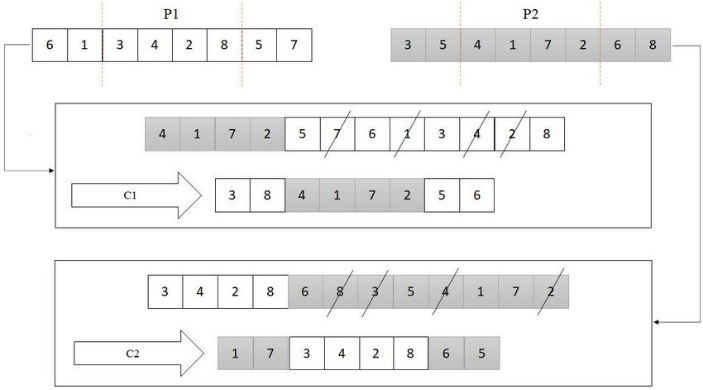 P1 P2
6 1 3 4 2 8 5 7 3 5 4 1 7 2 6 8
4 1 7 2 5 7 6 1 3 4 2 8
C1 3 8 4 1 7 2 5 6
3 4 2 8 6 8 3 5 4 1 7 2
C2 1 7 3 4 2 8 6 5